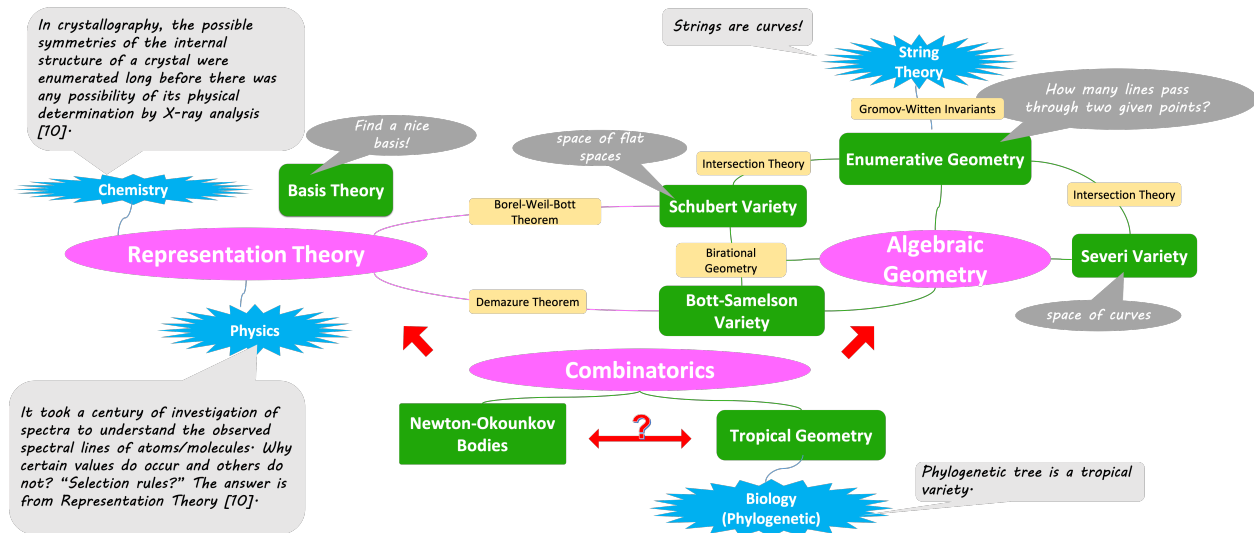 In crystallography, the possible
symmetries of the internal
structure of a crystal were
enumerated long before there was
any possibility of its physical
determination by X-ray analysis
[10].
Strings are curves!
String
Theory
How many lines pass
through two given points?
Gromov-Witten Invariants
Find a nice
basis!
space of flat
spaces
Intersection Theory
Enumerative Geometry
Chemistry
Basis Theory
Intersection Theory
Borel-Weil-Bott
Theorem
Schubert Variety
Representation Theory
Birational
Geometry
Algebraic
Geometry
Severi Variety
Demazure Theorem
Bott-Samelson
Variety
space of curves
Physics
Combinatorics
It took a century of investigation of
spectra to understand the observed
spectral lines of atoms/molecules. Why
certain values do occur and others do
not? “Selection rules?” The answer is
from Representation Theory [10].
Newton-Okounkov
Bodies
?
Tropical Geometry
Biology
(Phylogenetic)
Phylogenetic tree is a tropical
variety.